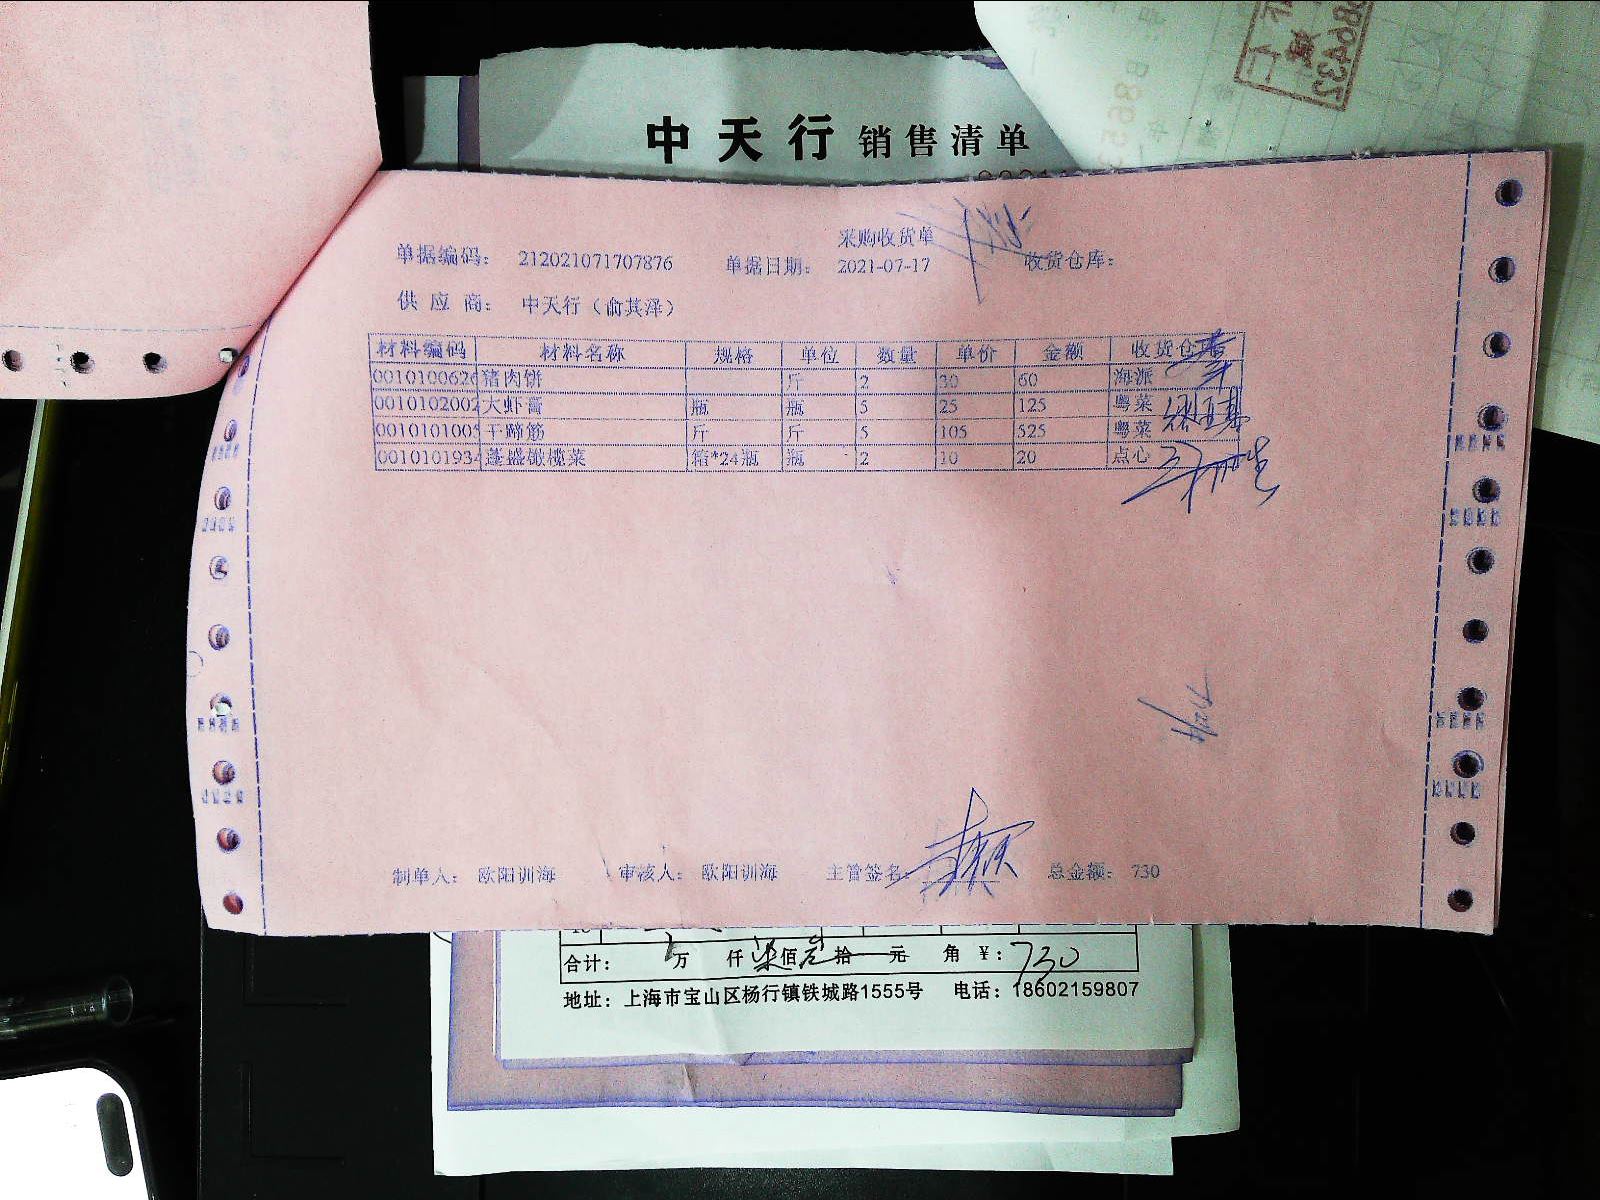 中天行 销售清单
采购收货单
单据编码： 212021071707876 单据日期： 2021-07-17 收货仓库：
供 应 商： 中天行（俞其泽）
材料编码 材料名称 规格 单位 数量 单价 金额 收货仓库
0010100626 猪肉饼 斤 2 30 60 海派
0010102002 大虾膏 瓶 瓶 5 25 125 粤菜
0010101005 干蹄筋 斤 斤 5 105 525 粤菜
0010101934 蓬盛橄榄菜 箱*24瓶 瓶 2 10 20 点心
制单人： 欧阳训海 审核人： 欧阳训海 主管签名： 总金额： 730
合计： 万 仟 柒佰 叁拾 元 角 ¥：730
地址：上海市宝山区杨行镇铁城路1555号 电话：18602159807